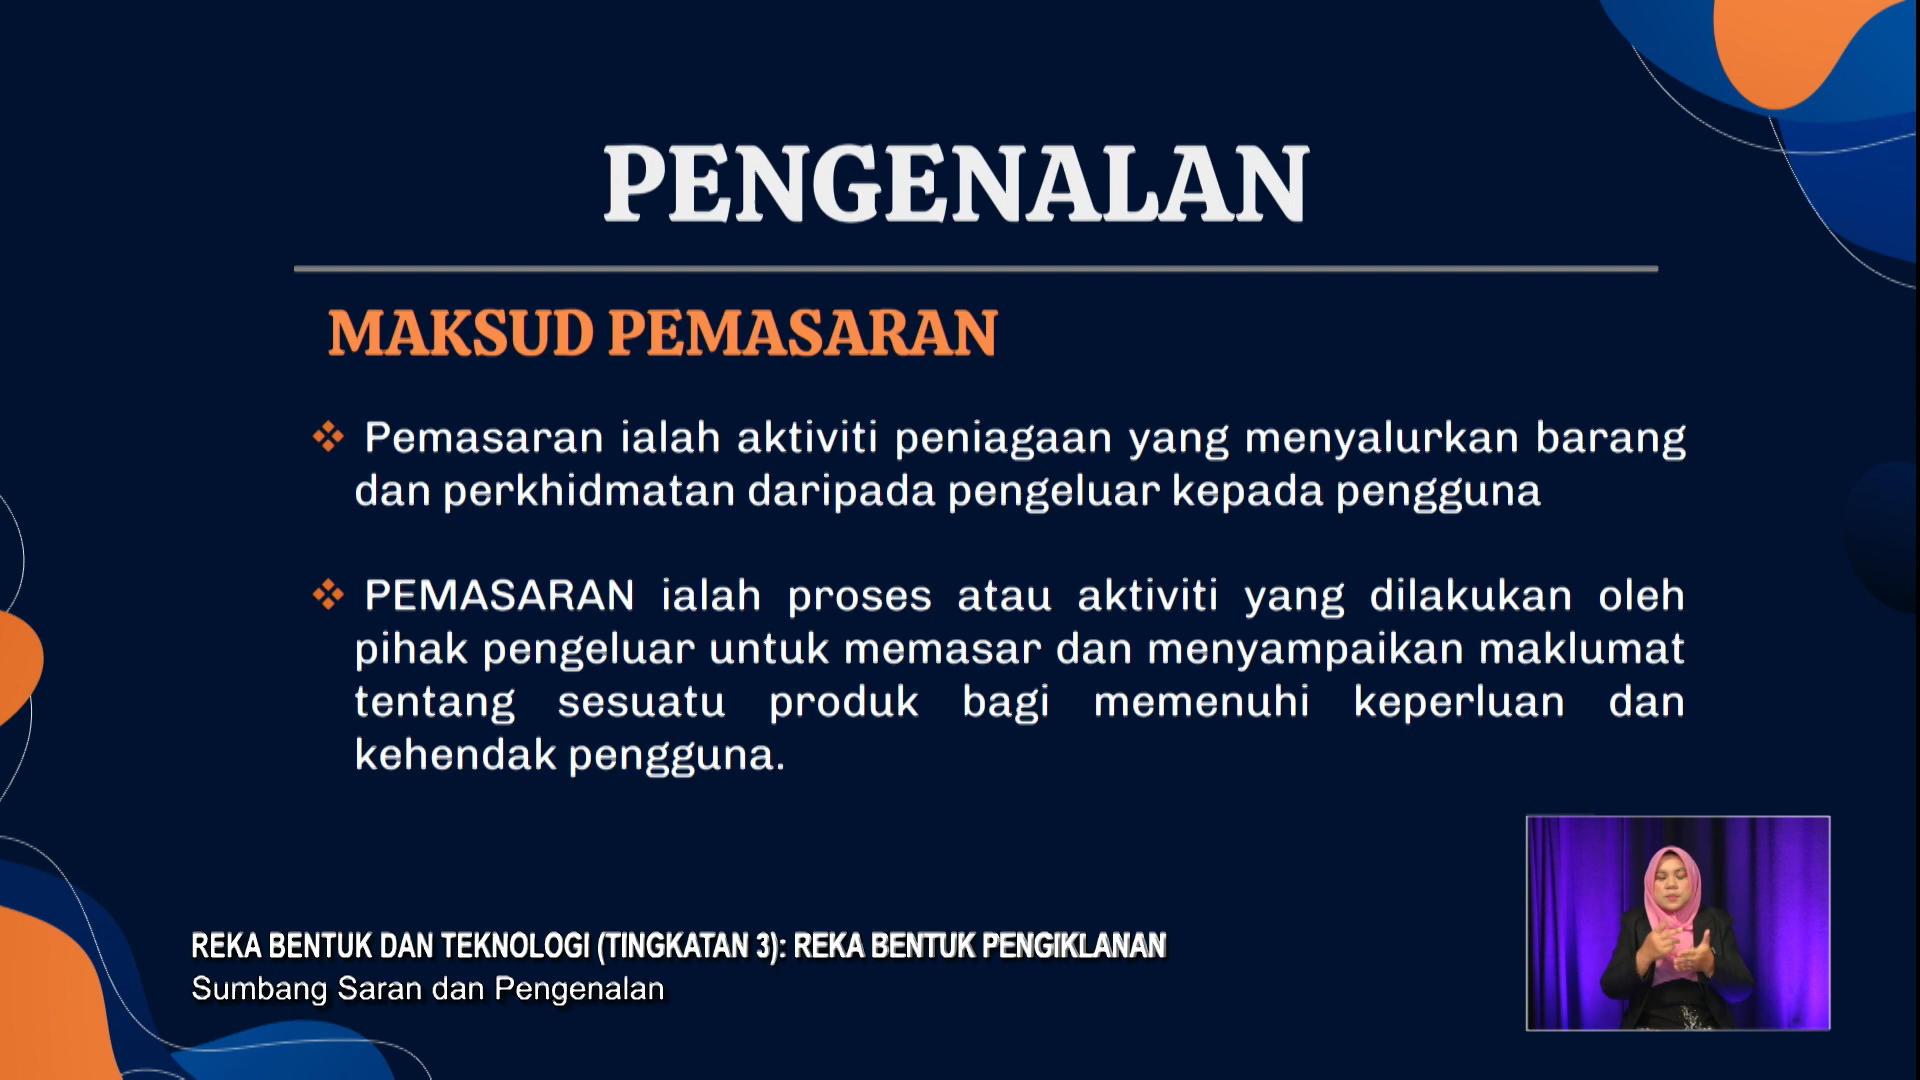 PENGENALAN
MAKSUD PEMASARAN
Pemasaran ialah aktiviti peniagaan yang menyalurkan barang
dan perkhidmatan daripada pengeluar kepada pengguna
PEMASARAN ialah proses atau aktiviti yang dilakukan oleh
pihak pengeluar untuk memasar dan menyampaikan maklumat
tentang sesuatu produk bagi memenuhi keperluan dan
kehendak pengguna.
REKA BENTUK DAN TEKNOLOGI (TINGKATAN 3): REKA BENTUK PENGIKLANAN
Sumbang Saran dan Pengenalan